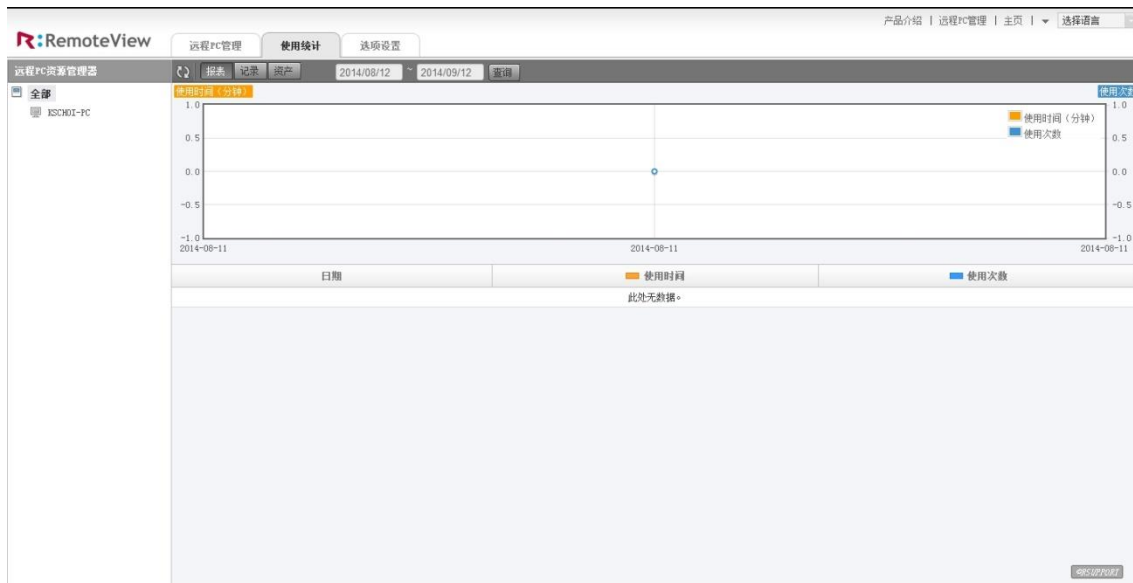 产品介绍 | 远程PC管理 | 主页 | ▼ 选择语言
R:RemoteView
远程PC管理 使用统计 选项设置
远程PC资源管理器 报表 记录 资产 2014/08/12 ~ 2014/09/12 查询
全部
KSCHOI-PC
使用时间（分钟） 使用次数
1.0 1.0
使用时间（分钟）
使用次数
0.5 0.5
0.0 0.0
-0.5 -0.5
-1.0 -1.0
2014-08-11 2014-08-11 2014-08-11
日期 使用时间 使用次数
此处无数据。
RSUPPORT